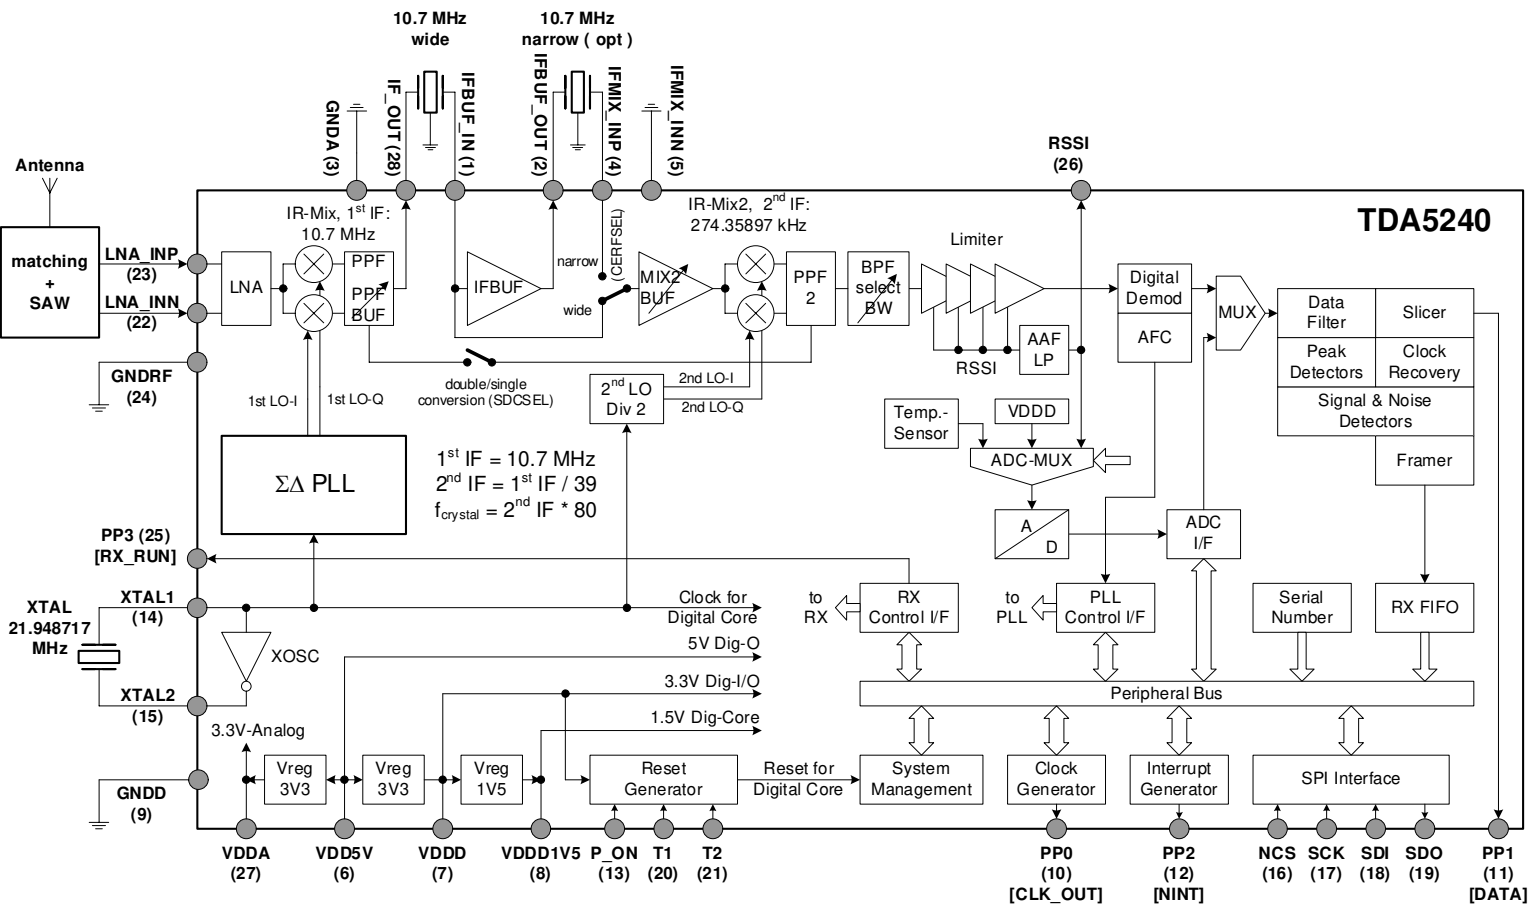 10.7 MHz
wide
10.7 MHz
narrow ( opt )
GNDA (3)
IF_OUT (28)
IFBUF_IN (1)
IFBUF_OUT (2)
IFMIX_INP (4)
IFMIX_INN (5)
RSSI
(26)
Antenna
matching
+
SAW
LNA_INP
(23)
LNA_INN
(22)
GNDRF
(24)
TDA5240
IR-Mix, 1st IF:
10.7 MHz
LNA
PPF
PPF
BUF
IFBUF
narrow
wide
(CERFSEL)
MIX2
BUF
IR-Mix2, 2nd IF:
274.35897 kHz
PPF
2
BPF
select
BW
Limiter
RSSI
AAF
LP
Digital
Demod
AFC
MUX
Data
Filter
Slicer
Peak
Detectors
Clock
Recovery
Signal & Noise
Detectors
Framer
double/single
conversion (SDCSEL)
1st LO-I
1st LO-Q
2nd LO
Div 2
2nd LO-I
2nd LO-Q
Temp.-
Sensor
VDDD
ADC-MUX
ΣΔ PLL
1st IF = 10.7 MHz
2nd IF = 1st IF / 39
fcrystal = 2nd IF * 80
A
D
ADC
I/F
PP3 (25)
[RX_RUN]
XTAL1
(14)
XTAL
21.948717
MHz
XTAL2
(15)
XOSC
Clock for
Digital Core
5V Dig-O
3.3V Dig-I/O
1.5V Dig-Core
to
RX
RX
Control I/F
to
PLL
PLL
Control I/F
Serial
Number
RX FIFO
Peripheral Bus
3.3V-Analog
GNDD
(9)
Vreg
3V3
Vreg
3V3
Vreg
1V5
Reset
Generator
Reset for
Digital Core
System
Management
Clock
Generator
Interrupt
Generator
SPI Interface
VDDA
(27)
VDD5V
(6)
VDDD
(7)
VDDD1V5
(8)
P_ON
(13)
T1
(20)
T2
(21)
PP0
(10)
[CLK_OUT]
PP2
(12)
[NINT]
NCS
(16)
SCK
(17)
SDI
(18)
SDO
(19)
PP1
(11)
[DATA]